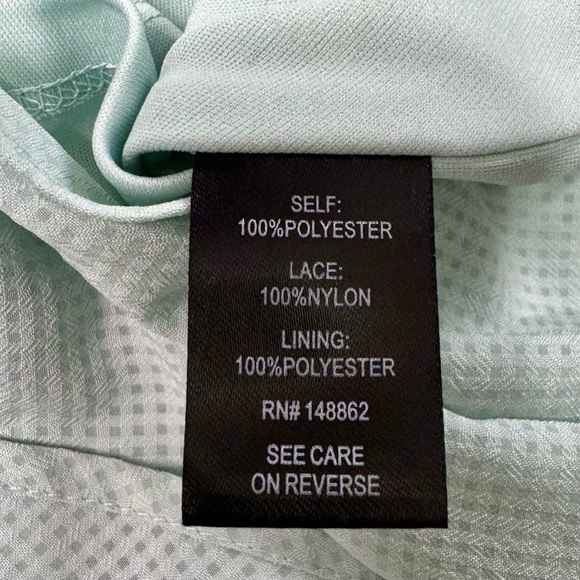 SELF:
100%POLYESTER
LACE:
100%NYLON
LINING:
100%POLYESTER
RN# 148862
SEE CARE
ON REVERSE